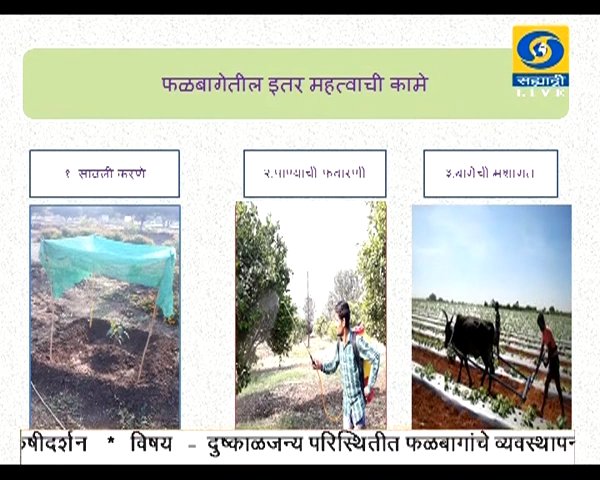 सह्याद्री
LIVE
फळबागेतील इतर महत्वाची कामे
१. सावली करणे
२.पाण्याची फवारणी
३.बागेची मशागत
कृषीदर्शन * विषय - दुष्काळजन्य परिस्थितीत फळबागांचे व्यवस्थापन